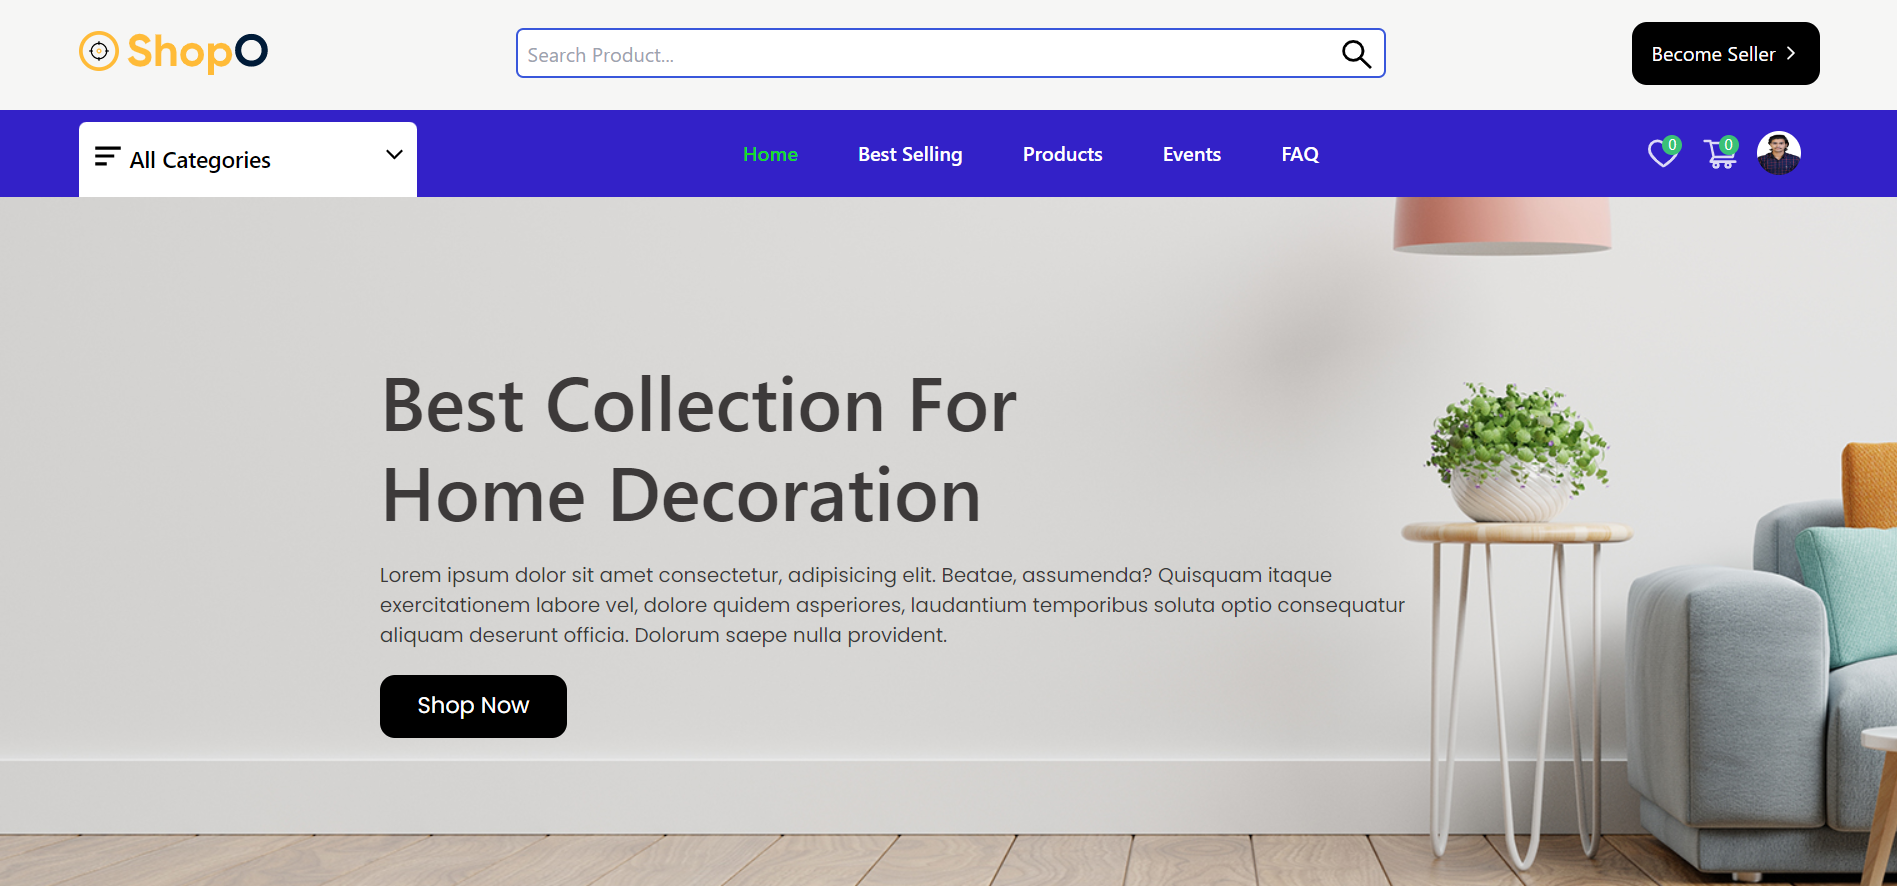 ShopO
Search Product...
Become Seller
All Categories
Home
Best Selling
Products
Events
FAQ
0
0
Best Collection For
Home Decoration
Lorem ipsum dolor sit amet consectetur, adipisicing elit. Beatae, assumenda? Quisquam itaque
exercitationem labore vel, dolore quidem asperiores, laudantium temporibus soluta optio consequatur
aliquam deserunt officia. Dolorum saepe nulla provident.
Shop Now